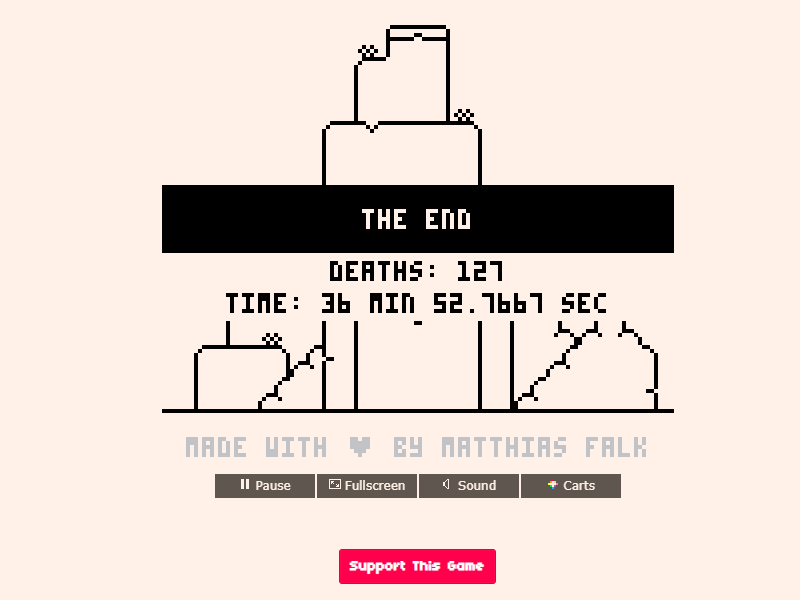 THE END
DEATHS: 127
TIME: 36 MIN 52.7667 SEC
MADE WITH ♥ BY MATTHIAS FALK
Pause Fullscreen Sound Carts
Support This Game